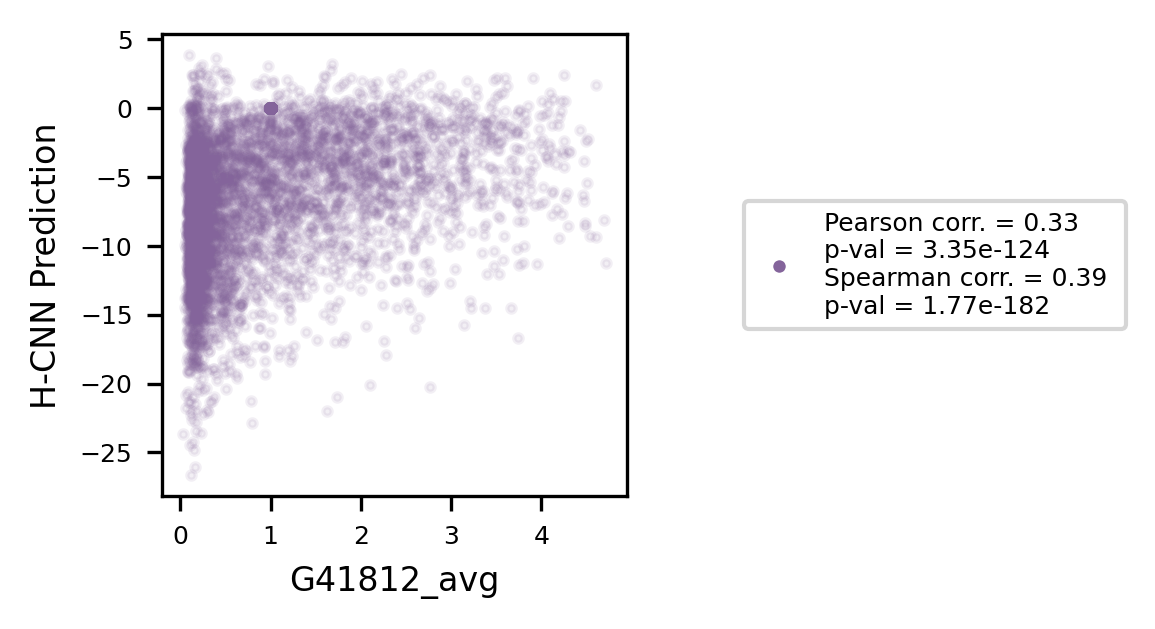 5
0
−5
−10
−15
−20
−25
H-CNN Prediction
0 1 2 3 4
G41812_avg
Pearson corr. = 0.33
p-val = 3.35e-124
Spearman corr. = 0.39
p-val = 1.77e-182